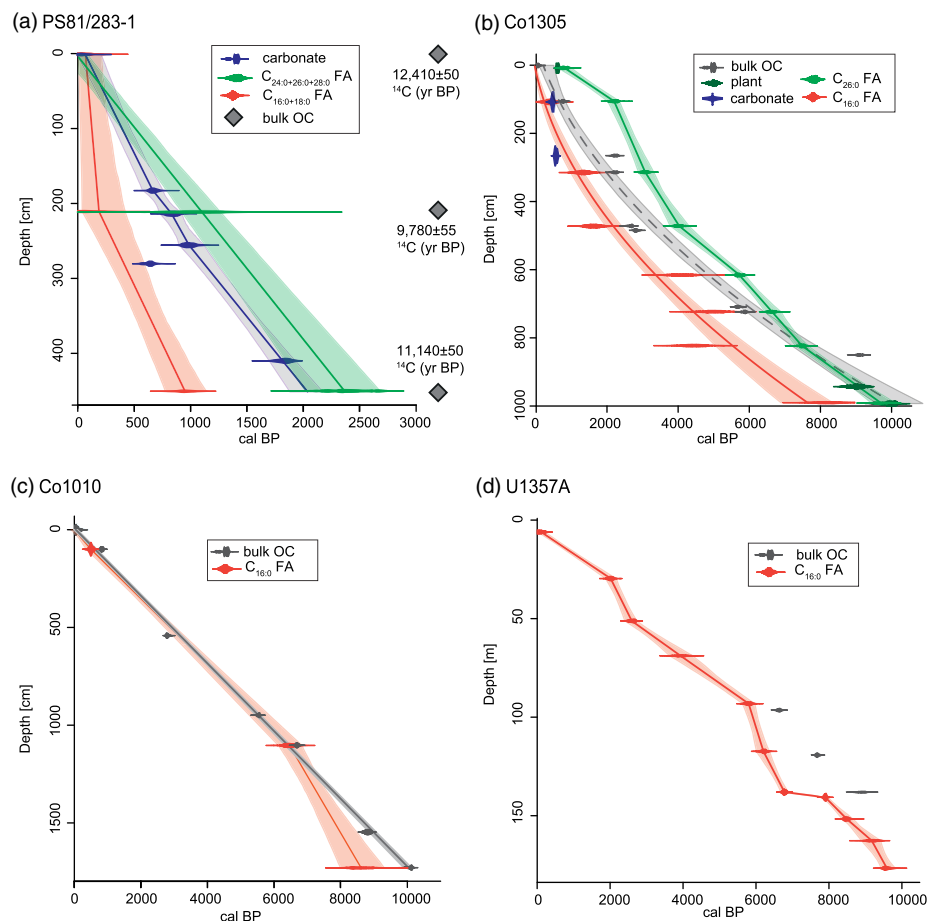 (a) PS81/283-1
carbonate
C24:0+26:0+28:0 FA
C16:0+18:0 FA
bulk OC
12,410±50
14C (yr BP)
9,780±55
14C (yr BP)
11,140±50
14C (yr BP)
0
100
200
300
400
Depth [cm]
0 500 1000 1500 2000 2500 3000
cal BP
(b) Co1305
bulk OC
plant
carbonate
C26:0 FA
C16:0 FA
0
200
400
600
800
1000
Depth [cm]
0 2000 4000 6000 8000 10000
cal BP
(c) Co1010
bulk OC
C16:0 FA
0
500
1000
1500
Depth [cm]
0 2000 4000 6000 8000 10000
cal BP
(d) U1357A
bulk OC
C16:0 FA
0
50
100
150
Depth [m]
0 2000 4000 6000 8000 10000
cal BP